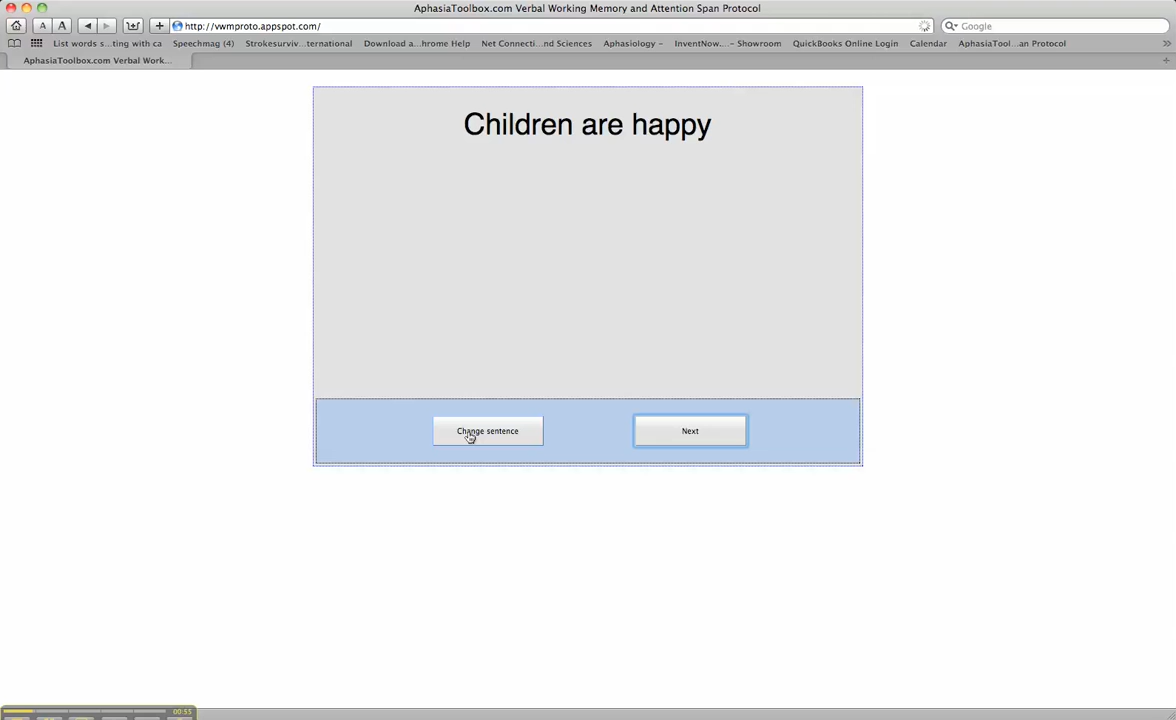 AphasiaToolbox.com Verbal Working Memory and Attention Span Protocol
A A http://vwmproto.appspot.com/ Google
List words s...ting with ca Speechmag (4) Strokesurviv...ternational Download a...hrome Help Net Connecti...nd Sciences Aphasiology InventNow....- Showroom QuickBooks Online Login Calendar AphasiaTool...an Protocol
AphasiaToolbox.com Verbal Work...
Children are happy
Change sentence Next
00:55